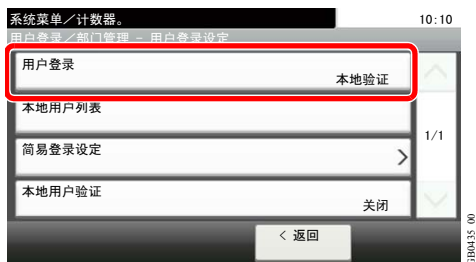 系统菜单／计数器。
10:10
用户登录／部门管理 - 用户登录设定
用户登录
本地验证
本地用户列表
1/1
简易登录设定
本地用户验证
关闭
< 返回
GB0435_00